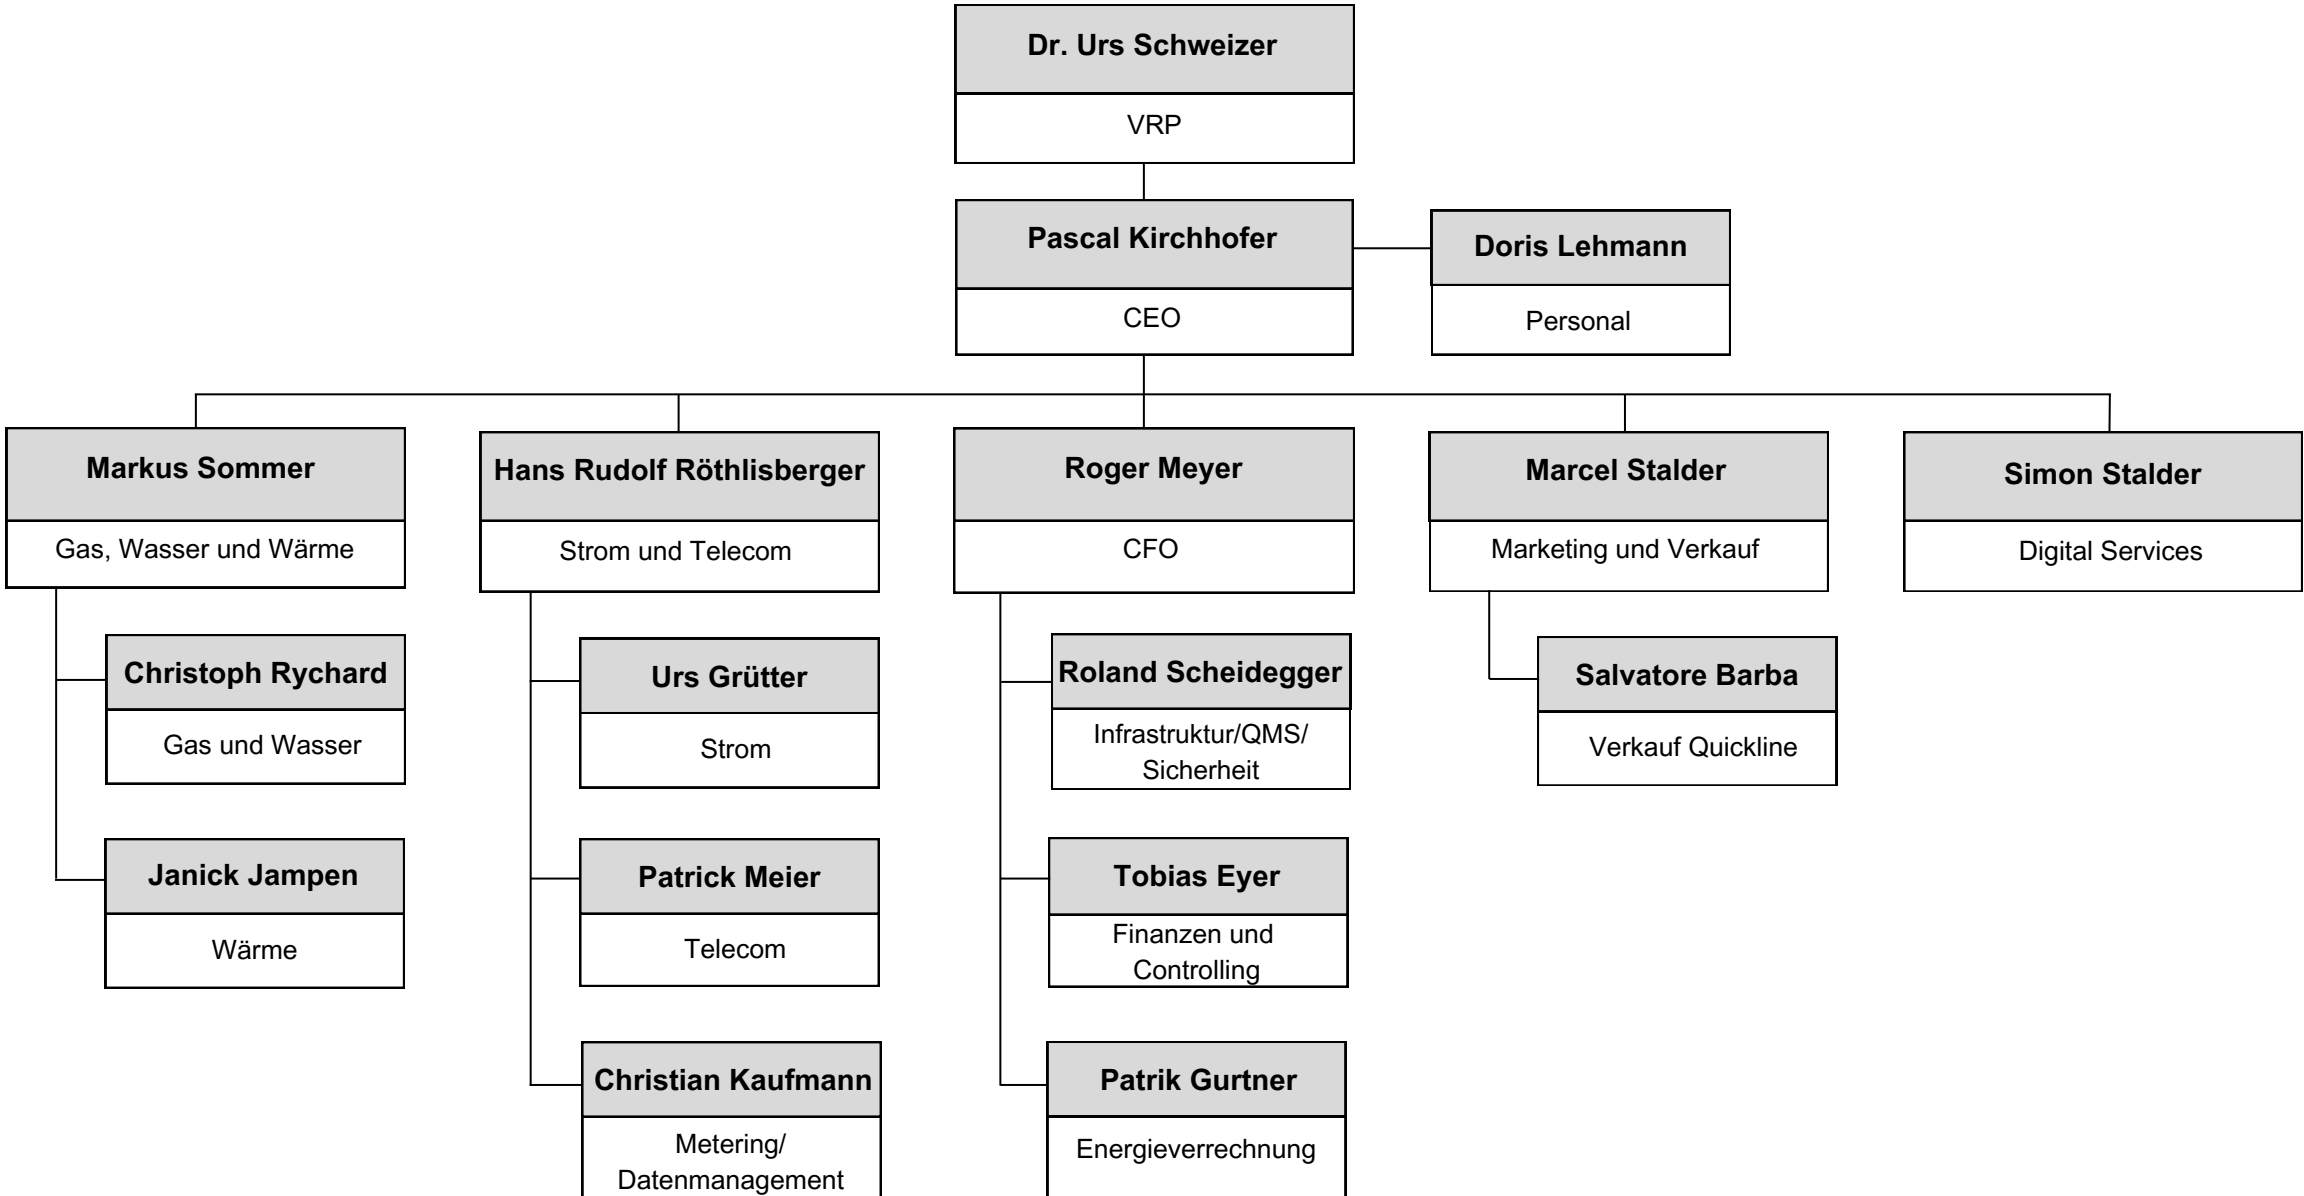 Dr. Urs Schweizer
VRP
Pascal Kirchhofer
CEO
Doris Lehmann
Personal
Markus Sommer
Gas, Wasser und Wärme
Hans Rudolf Röthlisberger
Strom und Telecom
Roger Meyer
CFO
Marcel Stalder
Marketing und Verkauf
Simon Stalder
Digital Services
Christoph Rychard
Gas und Wasser
Janick Jampen
Wärme
Urs Grütter
Strom
Patrick Meier
Telecom
Christian Kaufmann
Metering/
Datenmanagement
Roland Scheidegger
Infrastruktur/QMS/
Sicherheit
Tobias Eyer
Finanzen und
Controlling
Patrik Gurtner
Energieverrechnung
Salvatore Barba
Verkauf Quickline